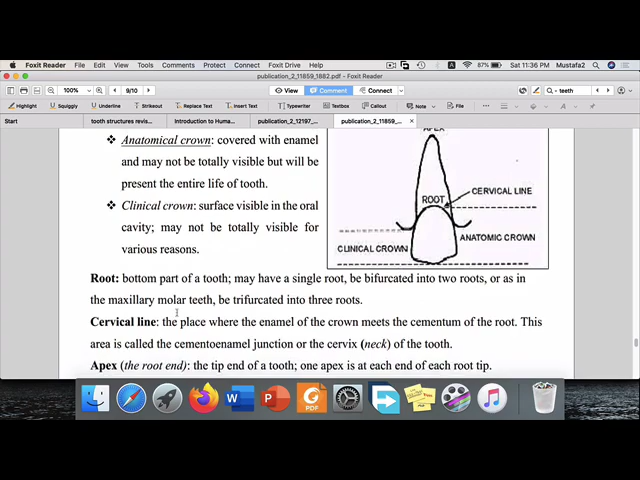 Foxit Reader File Edit View Tools Comments Protect Connect Foxit Drive Help 87% Sat 11:36 PM Mustafa2
publication_2_11859_1882.pdf - Foxit Reader
100% 9/10 View Comment Connect teeth
Highlight Squiggly Underline Strikeout Replace Text Insert Text Typewriter Textbox Callout Note File
Start tooth structures revis... Introduction to Huma... publication_2_12197_... publication_2_11859_...
❖ Anatomical crown: covered with enamel
and may not be totally visible but will be
present the entire life of tooth.
❖ Clinical crown: surface visible in the oral
cavity; may not be totally visible for
various reasons.
APEX
ROOT
CERVICAL LINE
ANATOMIC CROWN
CLINICAL CROWN
Root: bottom part of a tooth; may have a single root, be bifurcated into two roots, or as in
the maxillary molar teeth, be trifurcated into three roots.
Cervical line: the place where the enamel of the crown meets the cementum of the root. This
area is called the cementoenamel junction or the cervix (neck) of the tooth.
Apex (the root end): the tip end of a tooth; one apex is at each end of each root tip.
W P PDF